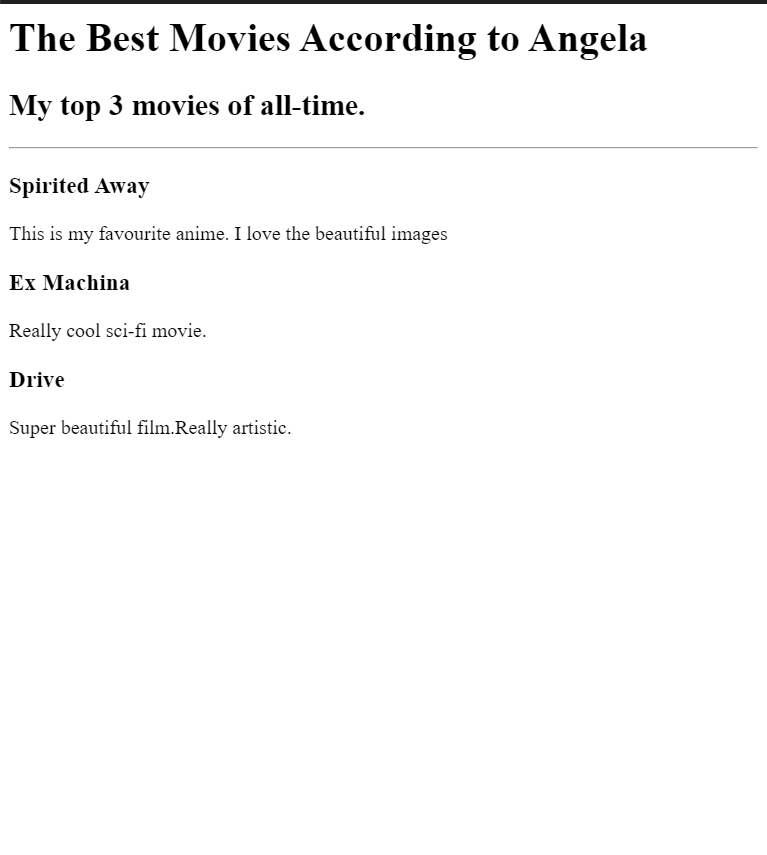 The Best Movies According to Angela
My top 3 movies of all-time.
Spirited Away
This is my favourite anime. I love the beautiful images
Ex Machina
Really cool sci-fi movie.
Drive
Super beautiful film.Really artistic.